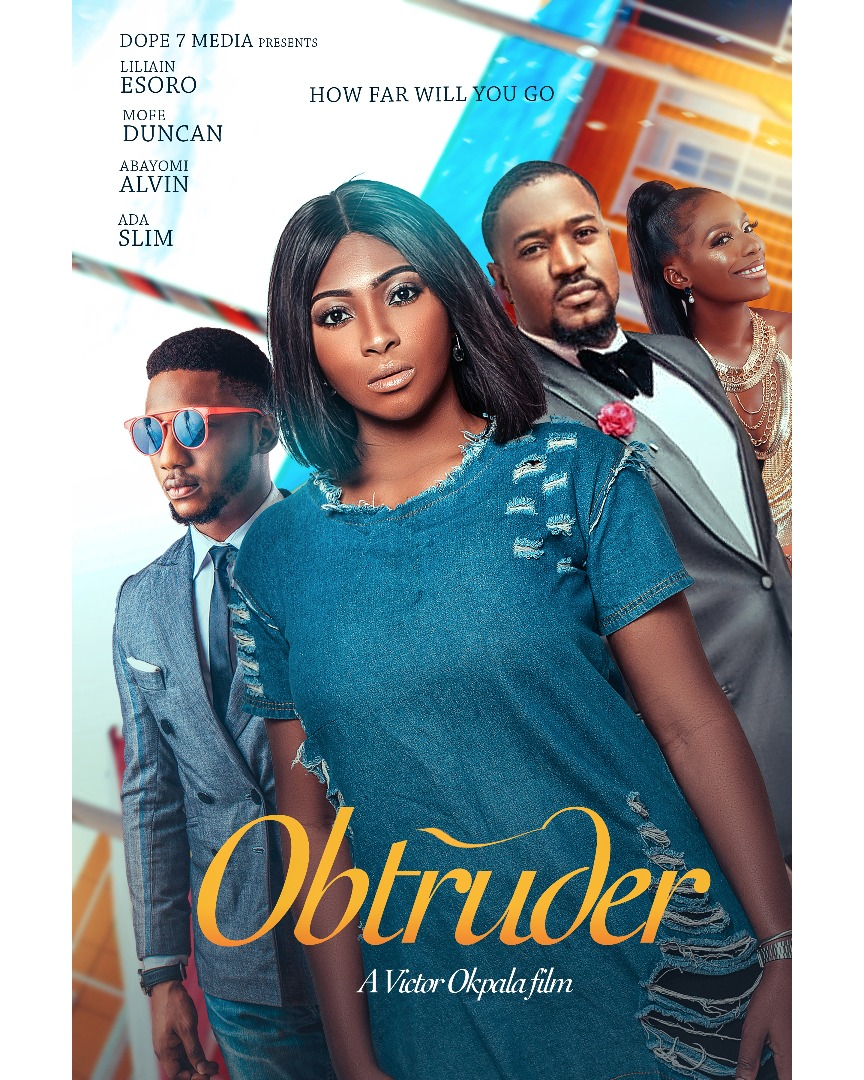 DOPE 7 MEDIA PRESENTS
LILIAIN
ESORO
MOFE
DUNCAN
ABAYOMI
ALVIN
ADA
SLIM
HOW FAR WILL YOU GO
Obtruder
A Victor Okpala film